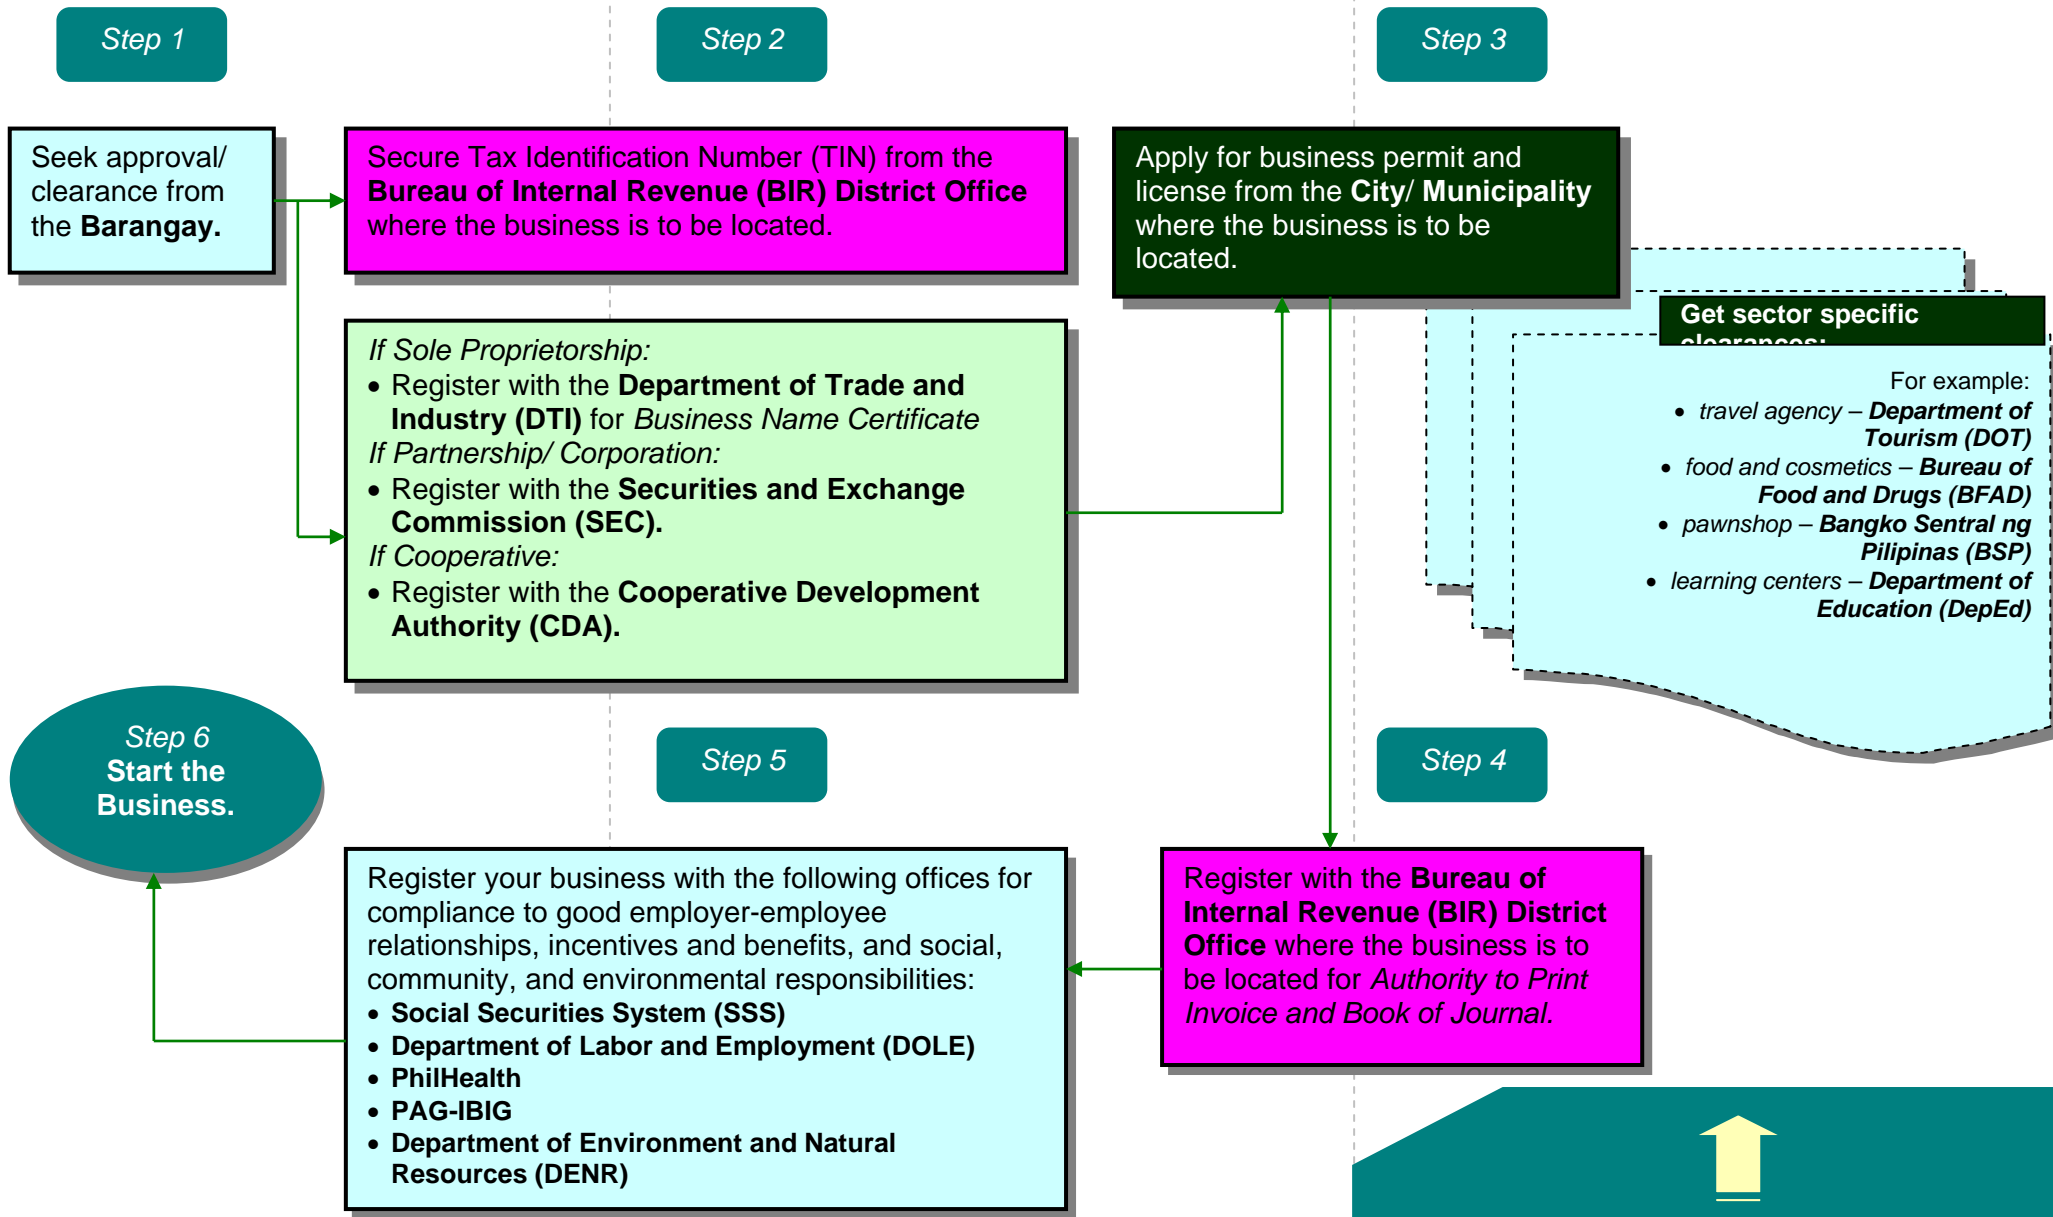 Step 1
Step 2
Step 3
Seek approval/
clearance from
the Barangay.
Secure Tax Identification Number (TIN) from the
Bureau of Internal Revenue (BIR) District Office
where the business is to be located.
If Sole Proprietorship:
• Register with the Department of Trade and
Industry (DTI) for Business Name Certificate
If Partnership/ Corporation:
• Register with the Securities and Exchange
Commission (SEC).
If Cooperative:
• Register with the Cooperative Development
Authority (CDA).
Apply for business permit and
license from the City/ Municipality
where the business is to be
located.
Get sector specific
clearances:
For example:
• travel agency – Department of
Tourism (DOT)
• food and cosmetics – Bureau of
Food and Drugs (BFAD)
• pawnshop – Bangko Sentral ng
Pilipinas (BSP)
• learning centers – Department of
Education (DepEd)
Step 4
Register with the Bureau of
Internal Revenue (BIR) District
Office where the business is to
be located for Authority to Print
Invoice and Book of Journal.
Step 5
Register your business with the following offices for
compliance to good employer-employee
relationships, incentives and benefits, and social,
community, and environmental responsibilities:
• Social Securities System (SSS)
• Department of Labor and Employment (DOLE)
• PhilHealth
• PAG-IBIG
• Department of Environment and Natural
Resources (DENR)
Step 6
Start the
Business.